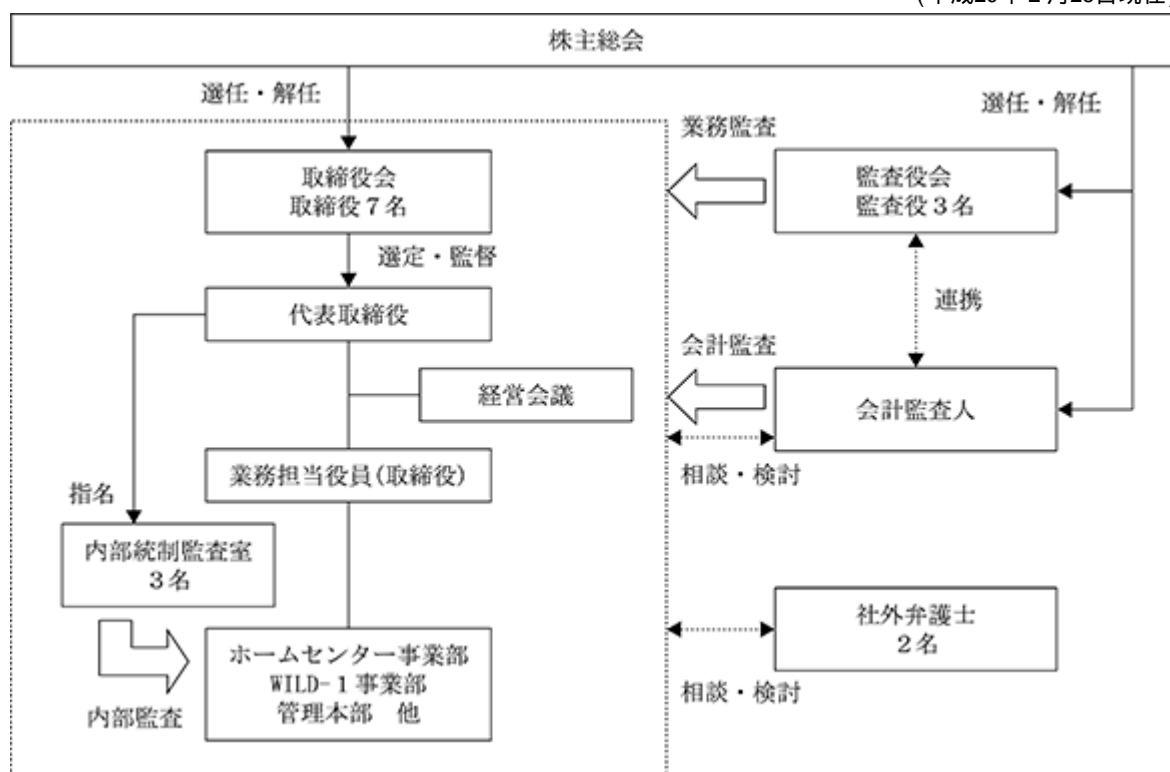 株主総会
選任・解任
選任・解任
業務監査
取締役会
取締役7名
監査役会
監査役3名
選定・監督
連携
代表取締役
会計監査
経営会議
会計監査人
相談・検討
業務担当役員(取締役)
指名
内部統制監査室
3名
社外弁護士
2名
ホームセンター事業部
WILD-1事業部
管理本部 他
内部監査
相談・検討